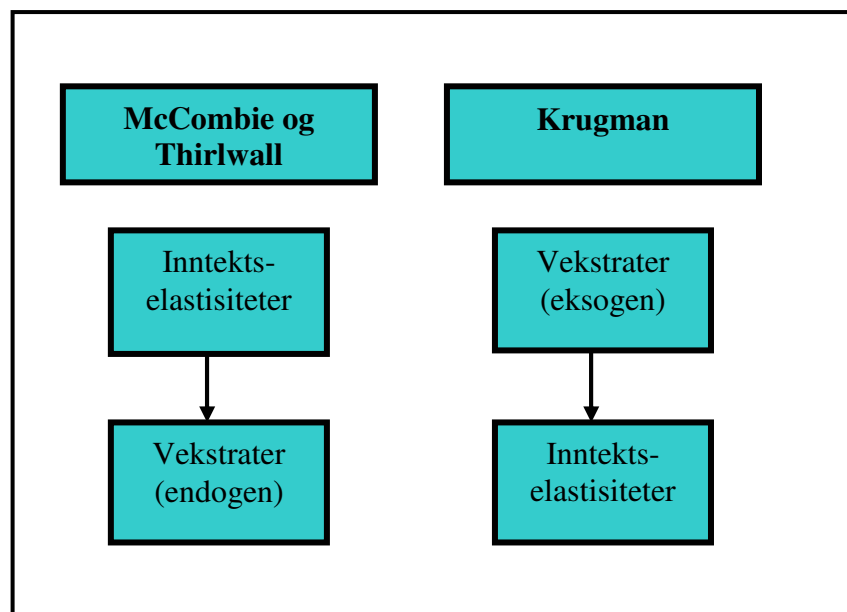 McCombie og
Thirlwall
Krugman
Inntekts-
elastisiteter
Vekstrater
(eksogen)
Vekstrater
(endogen)
Inntekts-
elastisiteter